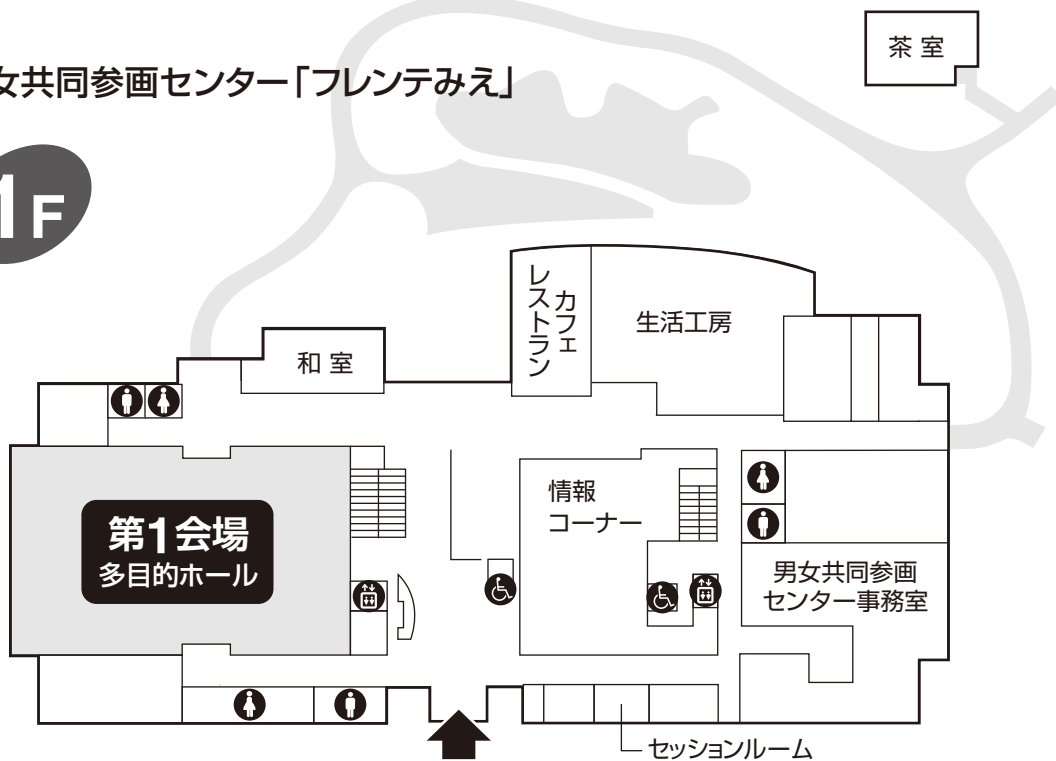 女共同参画センター「フレンテみえ」
茶室
1F
カフェ
レストラン
生活工房
和室
情報
コーナー
第1会場
多目的ホール
男女共同参画
センター事務室
セッションルーム